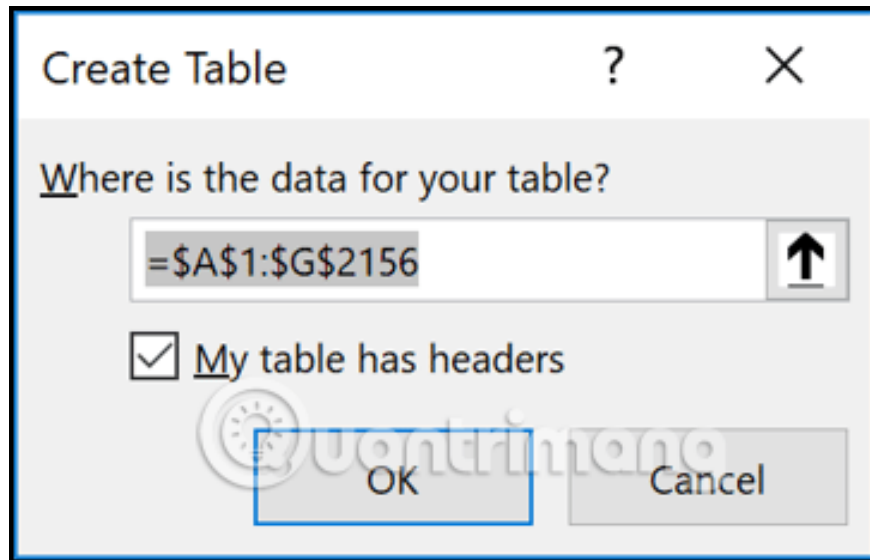 Create Table
? ×
Where is the data for your table?
=$A$1:$G$2156
My table has headers
Quantrimang
OK
Cancel